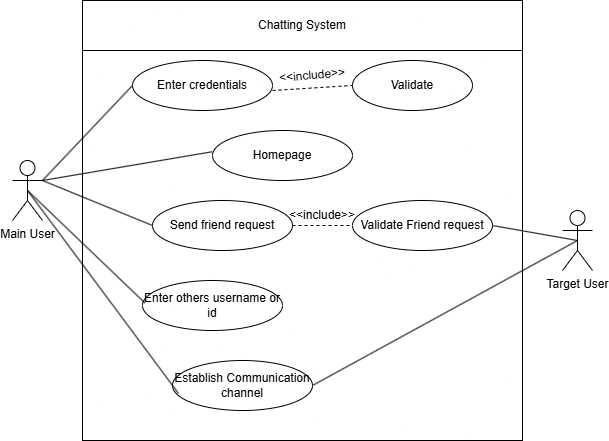 Chatting System
<<include>>
Enter credentials
Validate
Homepage
<<include>>
Send friend request
Validate Friend request
Main User
Target User
Enter others username or
id
Establish Communication
channel